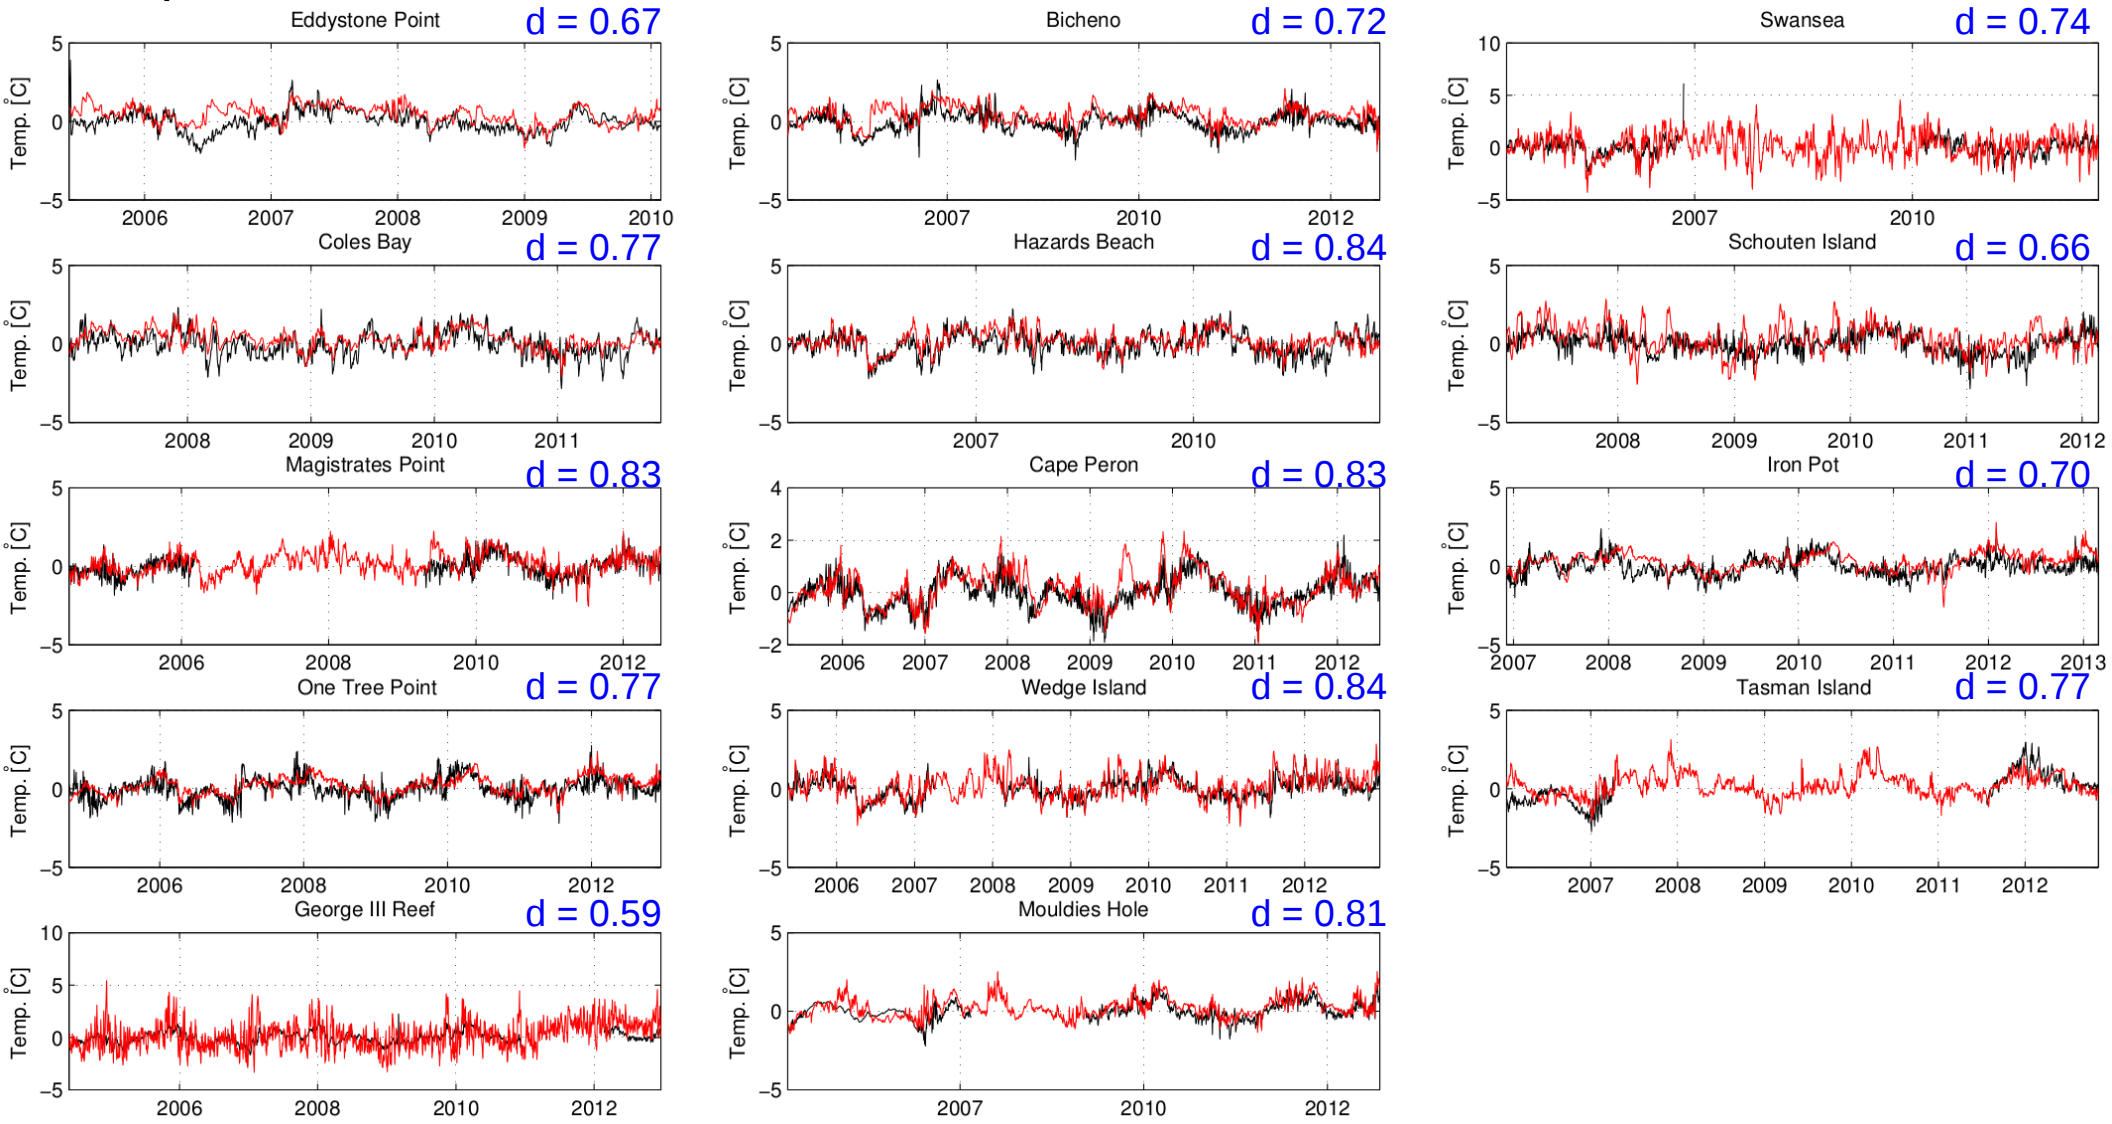 Eddystone Point d = 0.67 Bicheno d = 0.72 Swansea d = 0.74
5 5 10
Temp. [°C] Temp. [°C] Temp. [°C]
5
0 0 0
−5 −5 −5
2006 2007 2008 2009 2010 2007 2010 2012 2007 2010
Coles Bay d = 0.77 Hazards Beach d = 0.84 Schouten Island d = 0.66
5 5 5
Temp. [°C] Temp. [°C] Temp. [°C]
0 0 0
−5 −5 −5
2008 2009 2010 2011 2007 2010 2008 2009 2010 2011 2012
Magistrates Point d = 0.83 Cape Peron d = 0.83 Iron Pot d = 0.70
5 4 5
2
Temp. [°C] Temp. [°C] Temp. [°C]
0 0 0
−5 −2 −5
2006 2008 2010 2012 2006 2007 2008 2009 2010 2011 2012 2007 2008 2009 2010 2011 2012 2013
One Tree Point d = 0.77 Wedge Island d = 0.84 Tasman Island d = 0.77
5 5 5
Temp. [°C] Temp. [°C] Temp. [°C]
0 0 0
−5 −5 −5
2006 2008 2010 2012 2006 2007 2008 2009 2010 2011 2012 2007 2008 2009 2010 2011 2012
George III Reef d = 0.59 Mouldies Hole d = 0.81
10 5
5
Temp. [°C] Temp. [°C]
0 0
−5 −5
2006 2008 2010 2012 2007 2010 2012